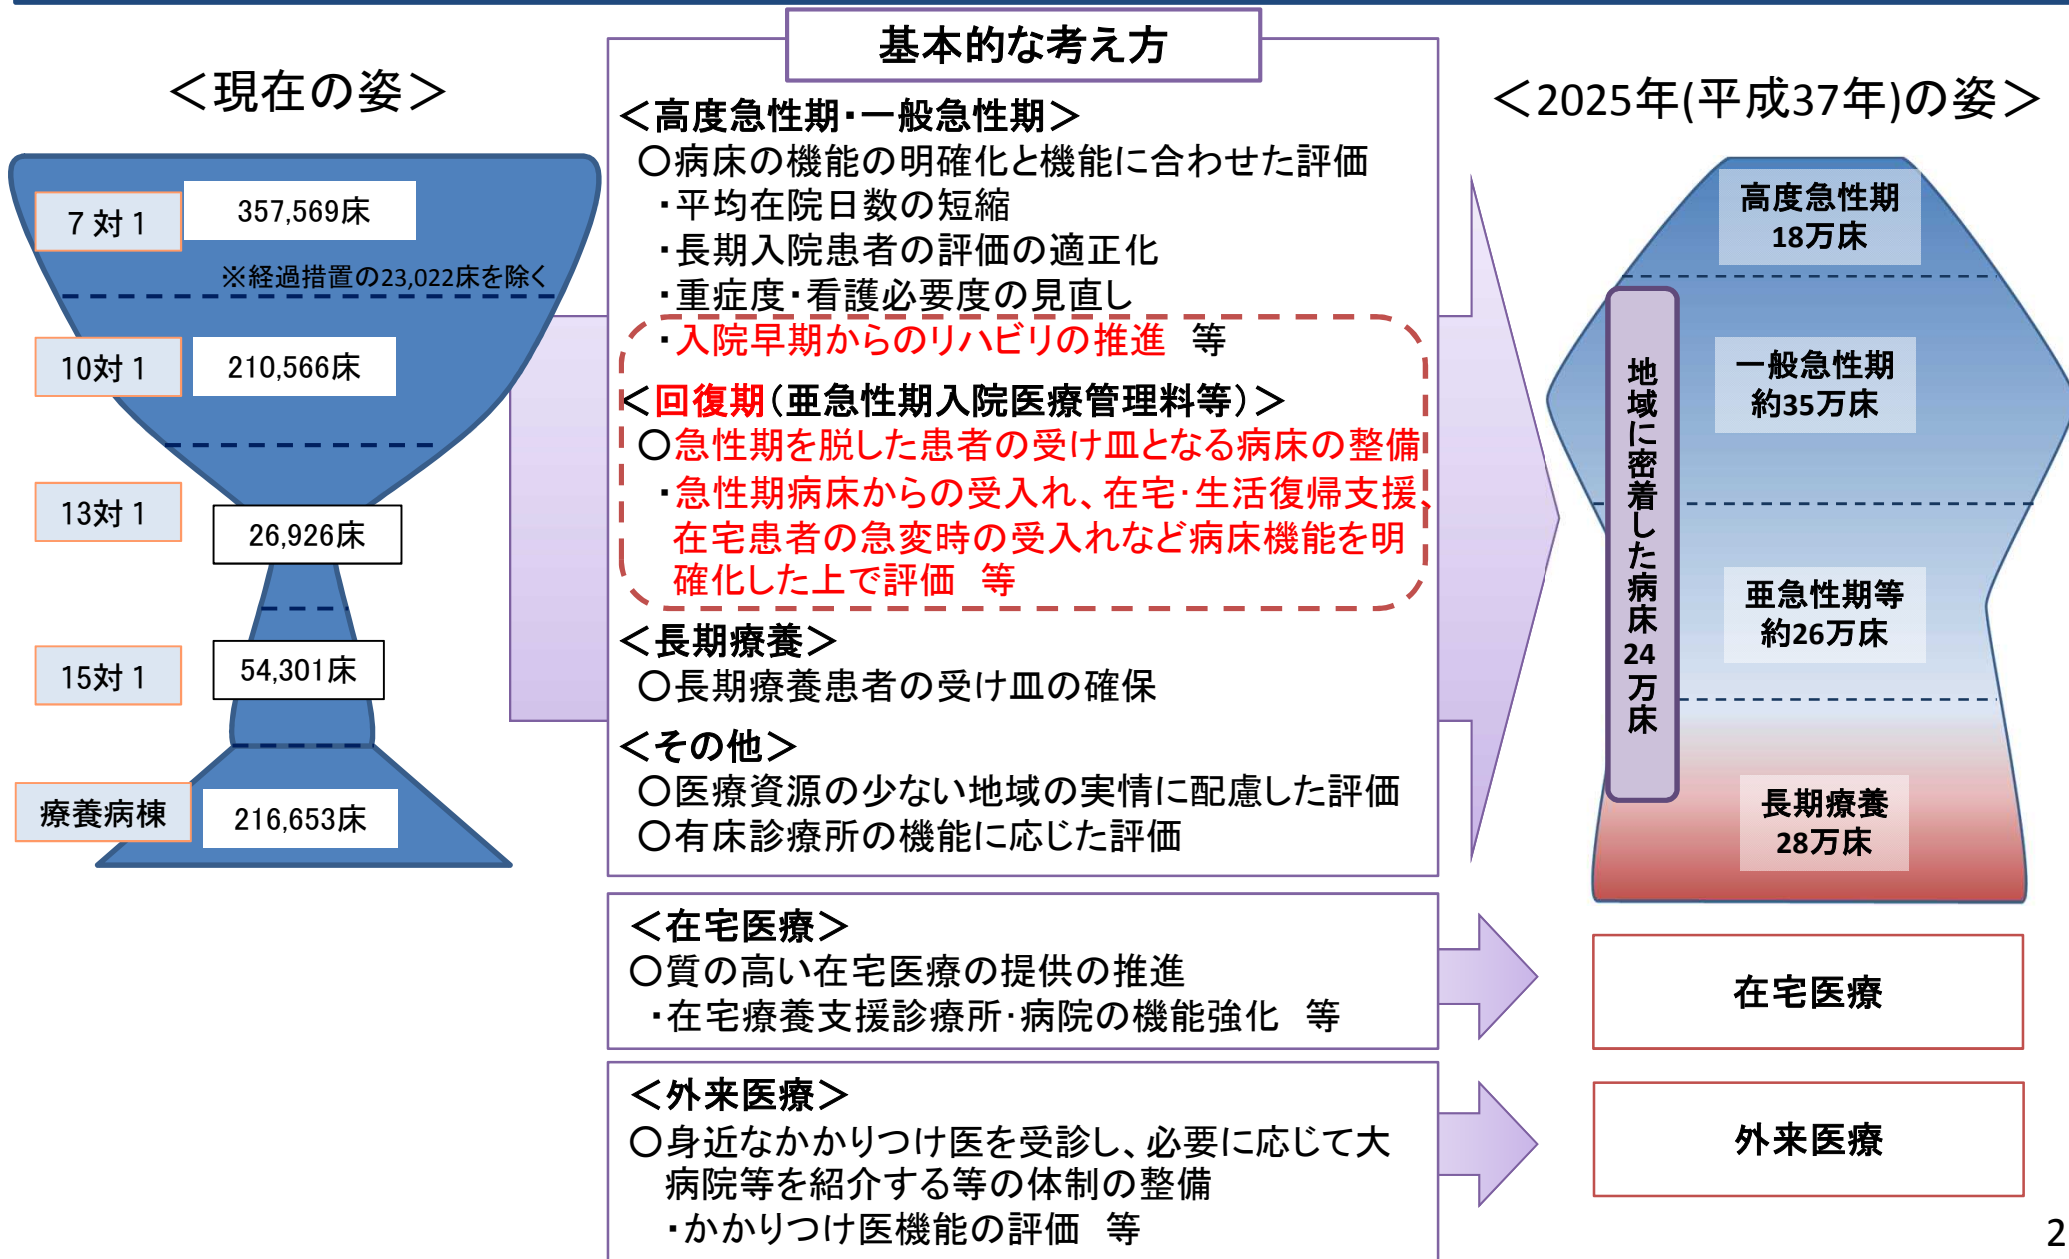 ＜現在の姿＞
7対1
357,569床
※経過措置の23,022床を除く
10対1
210,566床
13対1
26,926床
15対1
54,301床
療養病棟
216,653床
基本的な考え方
＜高度急性期・一般急性期＞
○病床の機能の明確化と機能に合わせた評価
・平均在院日数の短縮
・長期入院患者の評価の適正化
・重症度・看護必要度の見直し
・入院早期からのリハビリの推進　等
＜回復期（亜急性期入院医療管理料等）＞
○急性期を脱した患者の受け皿となる病床の整備
・急性期病床からの受入れ、在宅・生活復帰支援、
在宅患者の急変時の受入れなど病床機能を明
確化した上で評価　等
＜長期療養＞
○長期療養患者の受け皿の確保
＜その他＞
○医療資源の少ない地域の実情に配慮した評価
○有床診療所の機能に応じた評価
＜在宅医療＞
○質の高い在宅医療の提供の推進
・在宅療養支援診療所・病院の機能強化　等
＜外来医療＞
○身近なかかりつけ医を受診し、必要に応じて大
病院等を紹介する等の体制の整備
・かかりつけ医機能の評価　等
＜2025年(平成37年)の姿＞
高度急性期
18万床
地域に密着した病床24万床
一般急性期
約35万床
亜急性期等
約26万床
長期療養
28万床
在宅医療
外来医療
2